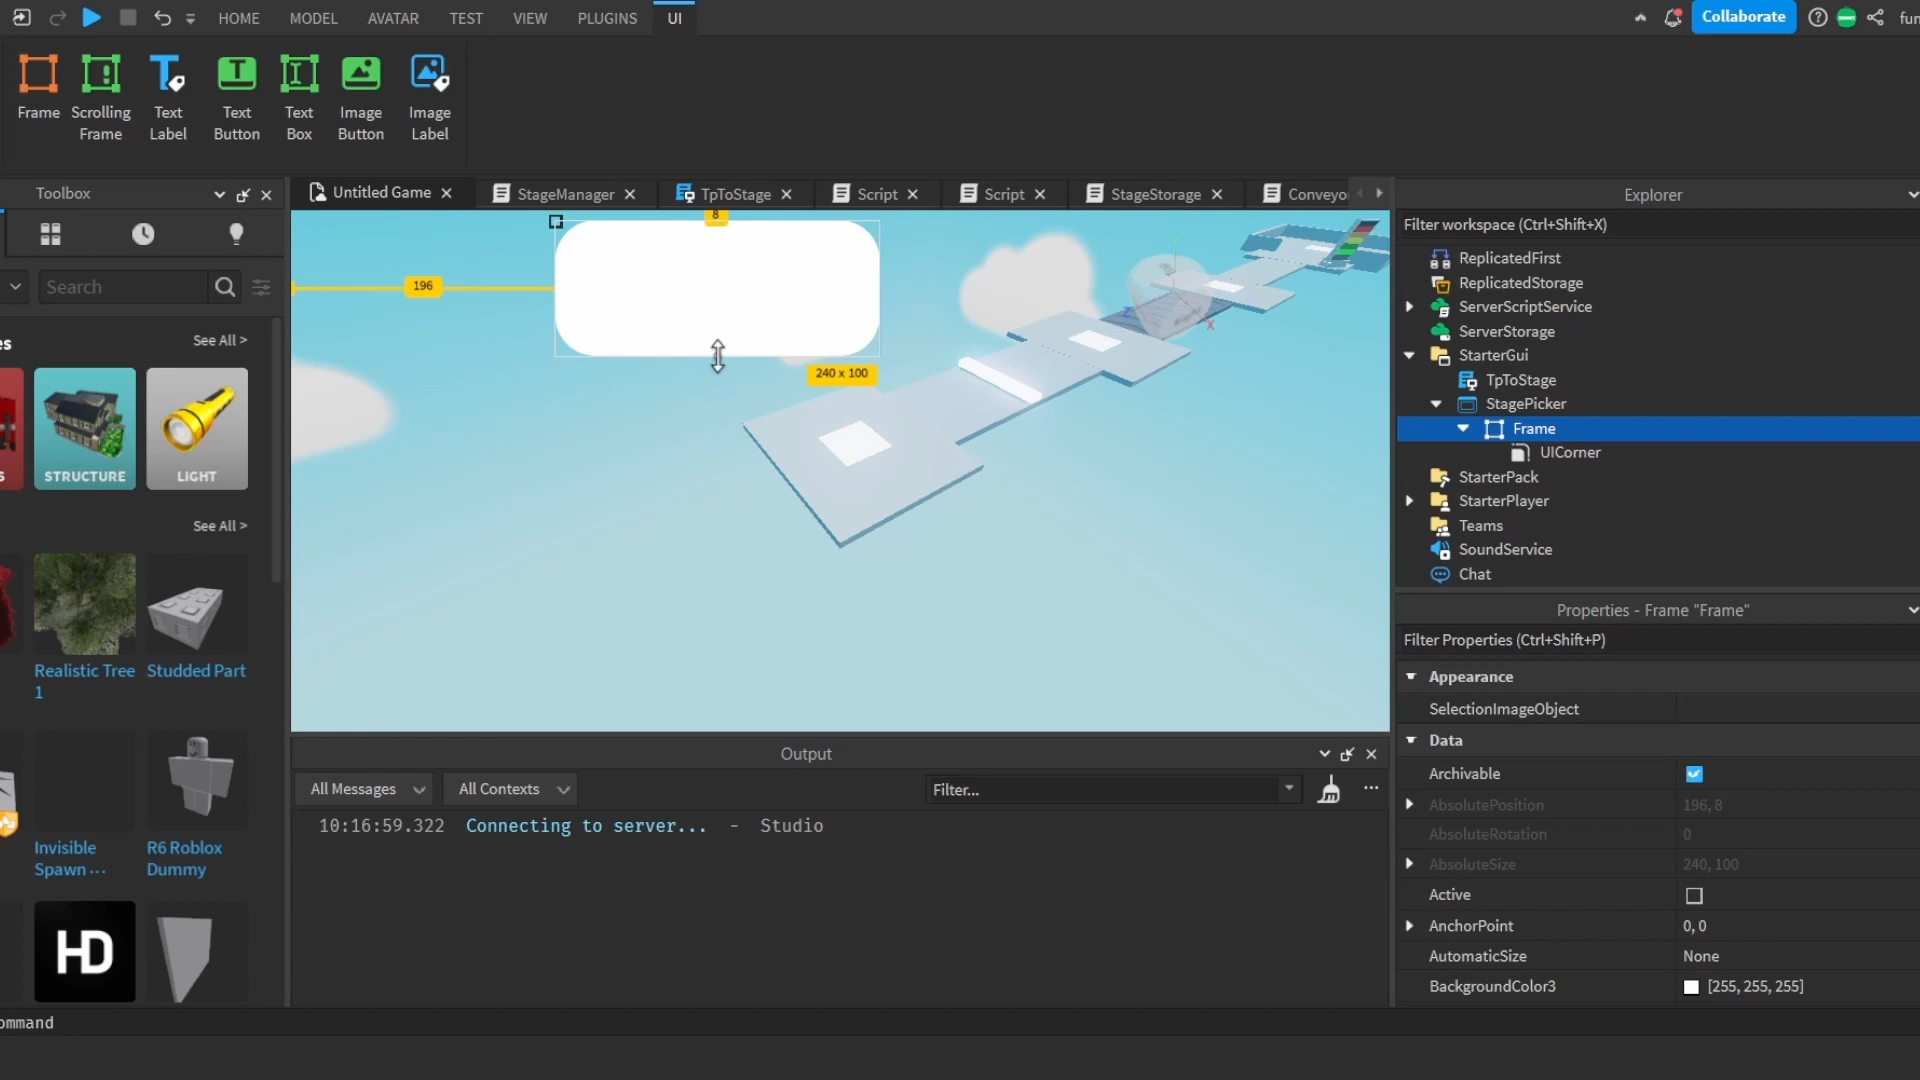 HOME MODEL AVATAR TEST VIEW PLUGINS UI Collaborate
Frame
Scrolling Frame
Text Label
Text Button
Text Box
Image Button
Image Label
Toolbox
Search
See All >
STRUCTURE
LIGHT
See All >
Realistic Tree 1
Studded Part
Invisible Spawn ...
R6 Roblox Dummy
HD
Untitled Game
StageManager
TpToStage
Script
Script
StageStorage
8
196
240 x 100
Output
All Messages
All Contexts
Filter...
10:16:59.322 Connecting to server... - Studio
Explorer
Filter workspace (Ctrl+Shift+X)
ReplicatedFirst
ReplicatedStorage
ServerScriptService
ServerStorage
StarterGui
TpToStage
StagePicker
Frame
UICorner
StarterPack
StarterPlayer
Teams
SoundService
Chat
Properties - Frame "Frame"
Filter Properties (Ctrl+Shift+P)
Appearance
SelectionImageObject
Data
Archivable
AbsolutePosition 196, 8
AbsoluteRotation 0
AbsoluteSize 240, 100
Active
AnchorPoint 0, 0
AutomaticSize None
BackgroundColor3 [255, 255, 255]